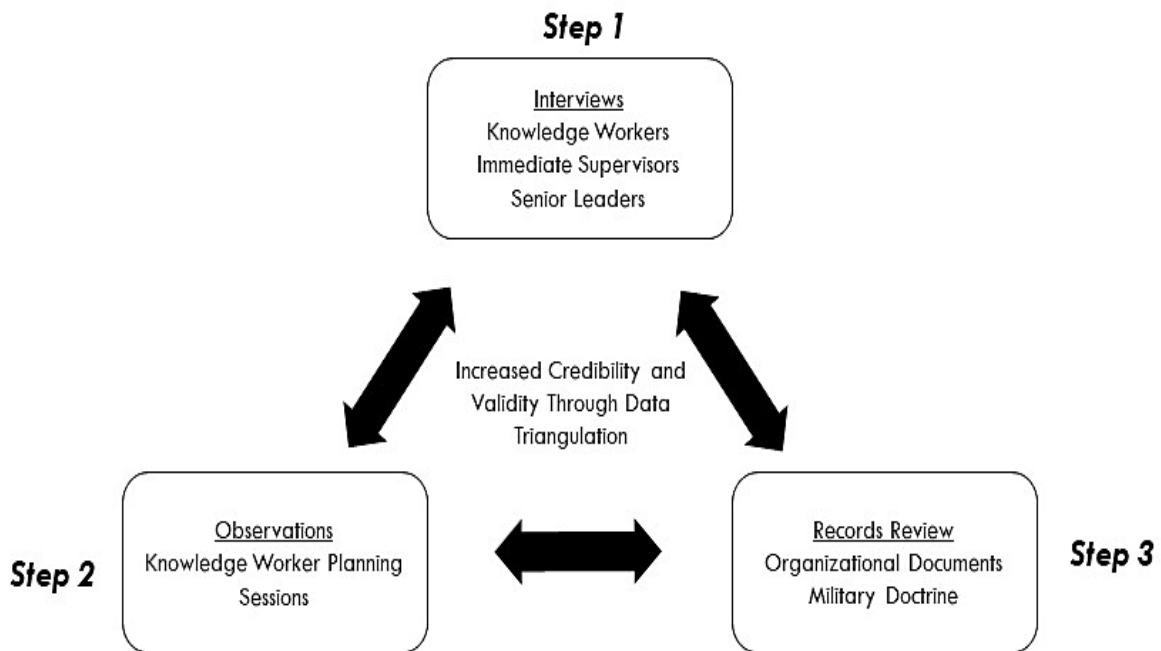 Step 1
Interviews
Knowledge Workers
Immediate Supervisors
Senior Leaders
Increased Credibility and
Validity Through Data
Triangulation
Step 2
Observations
Knowledge Worker Planning
Sessions
Records Review
Organizational Documents
Military Doctrine
Step 3